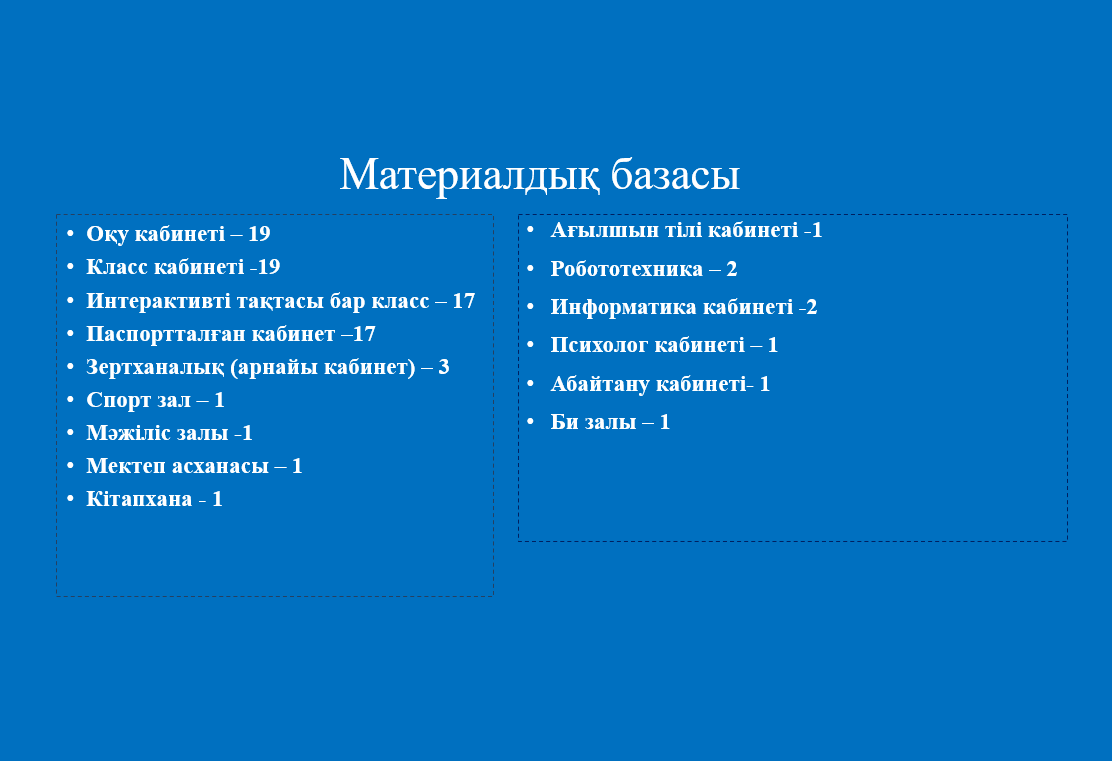 Материалдық базасы
• Оқу кабинеті – 19
• Класс кабинеті -19
• Интерактивті тақтасы бар класс – 17
• Паспортталған кабинет –17
• Зертханалық (арнайы кабинет) – 3
• Спорт зал – 1
• Мәжіліс залы -1
• Мектеп асханасы – 1
• Кітапхана - 1
• Ағылшын тілі кабинеті -1
• Робототехника – 2
• Информатика кабинеті -2
• Психолог кабинеті – 1
• Абайтану кабинеті- 1
• Би залы – 1